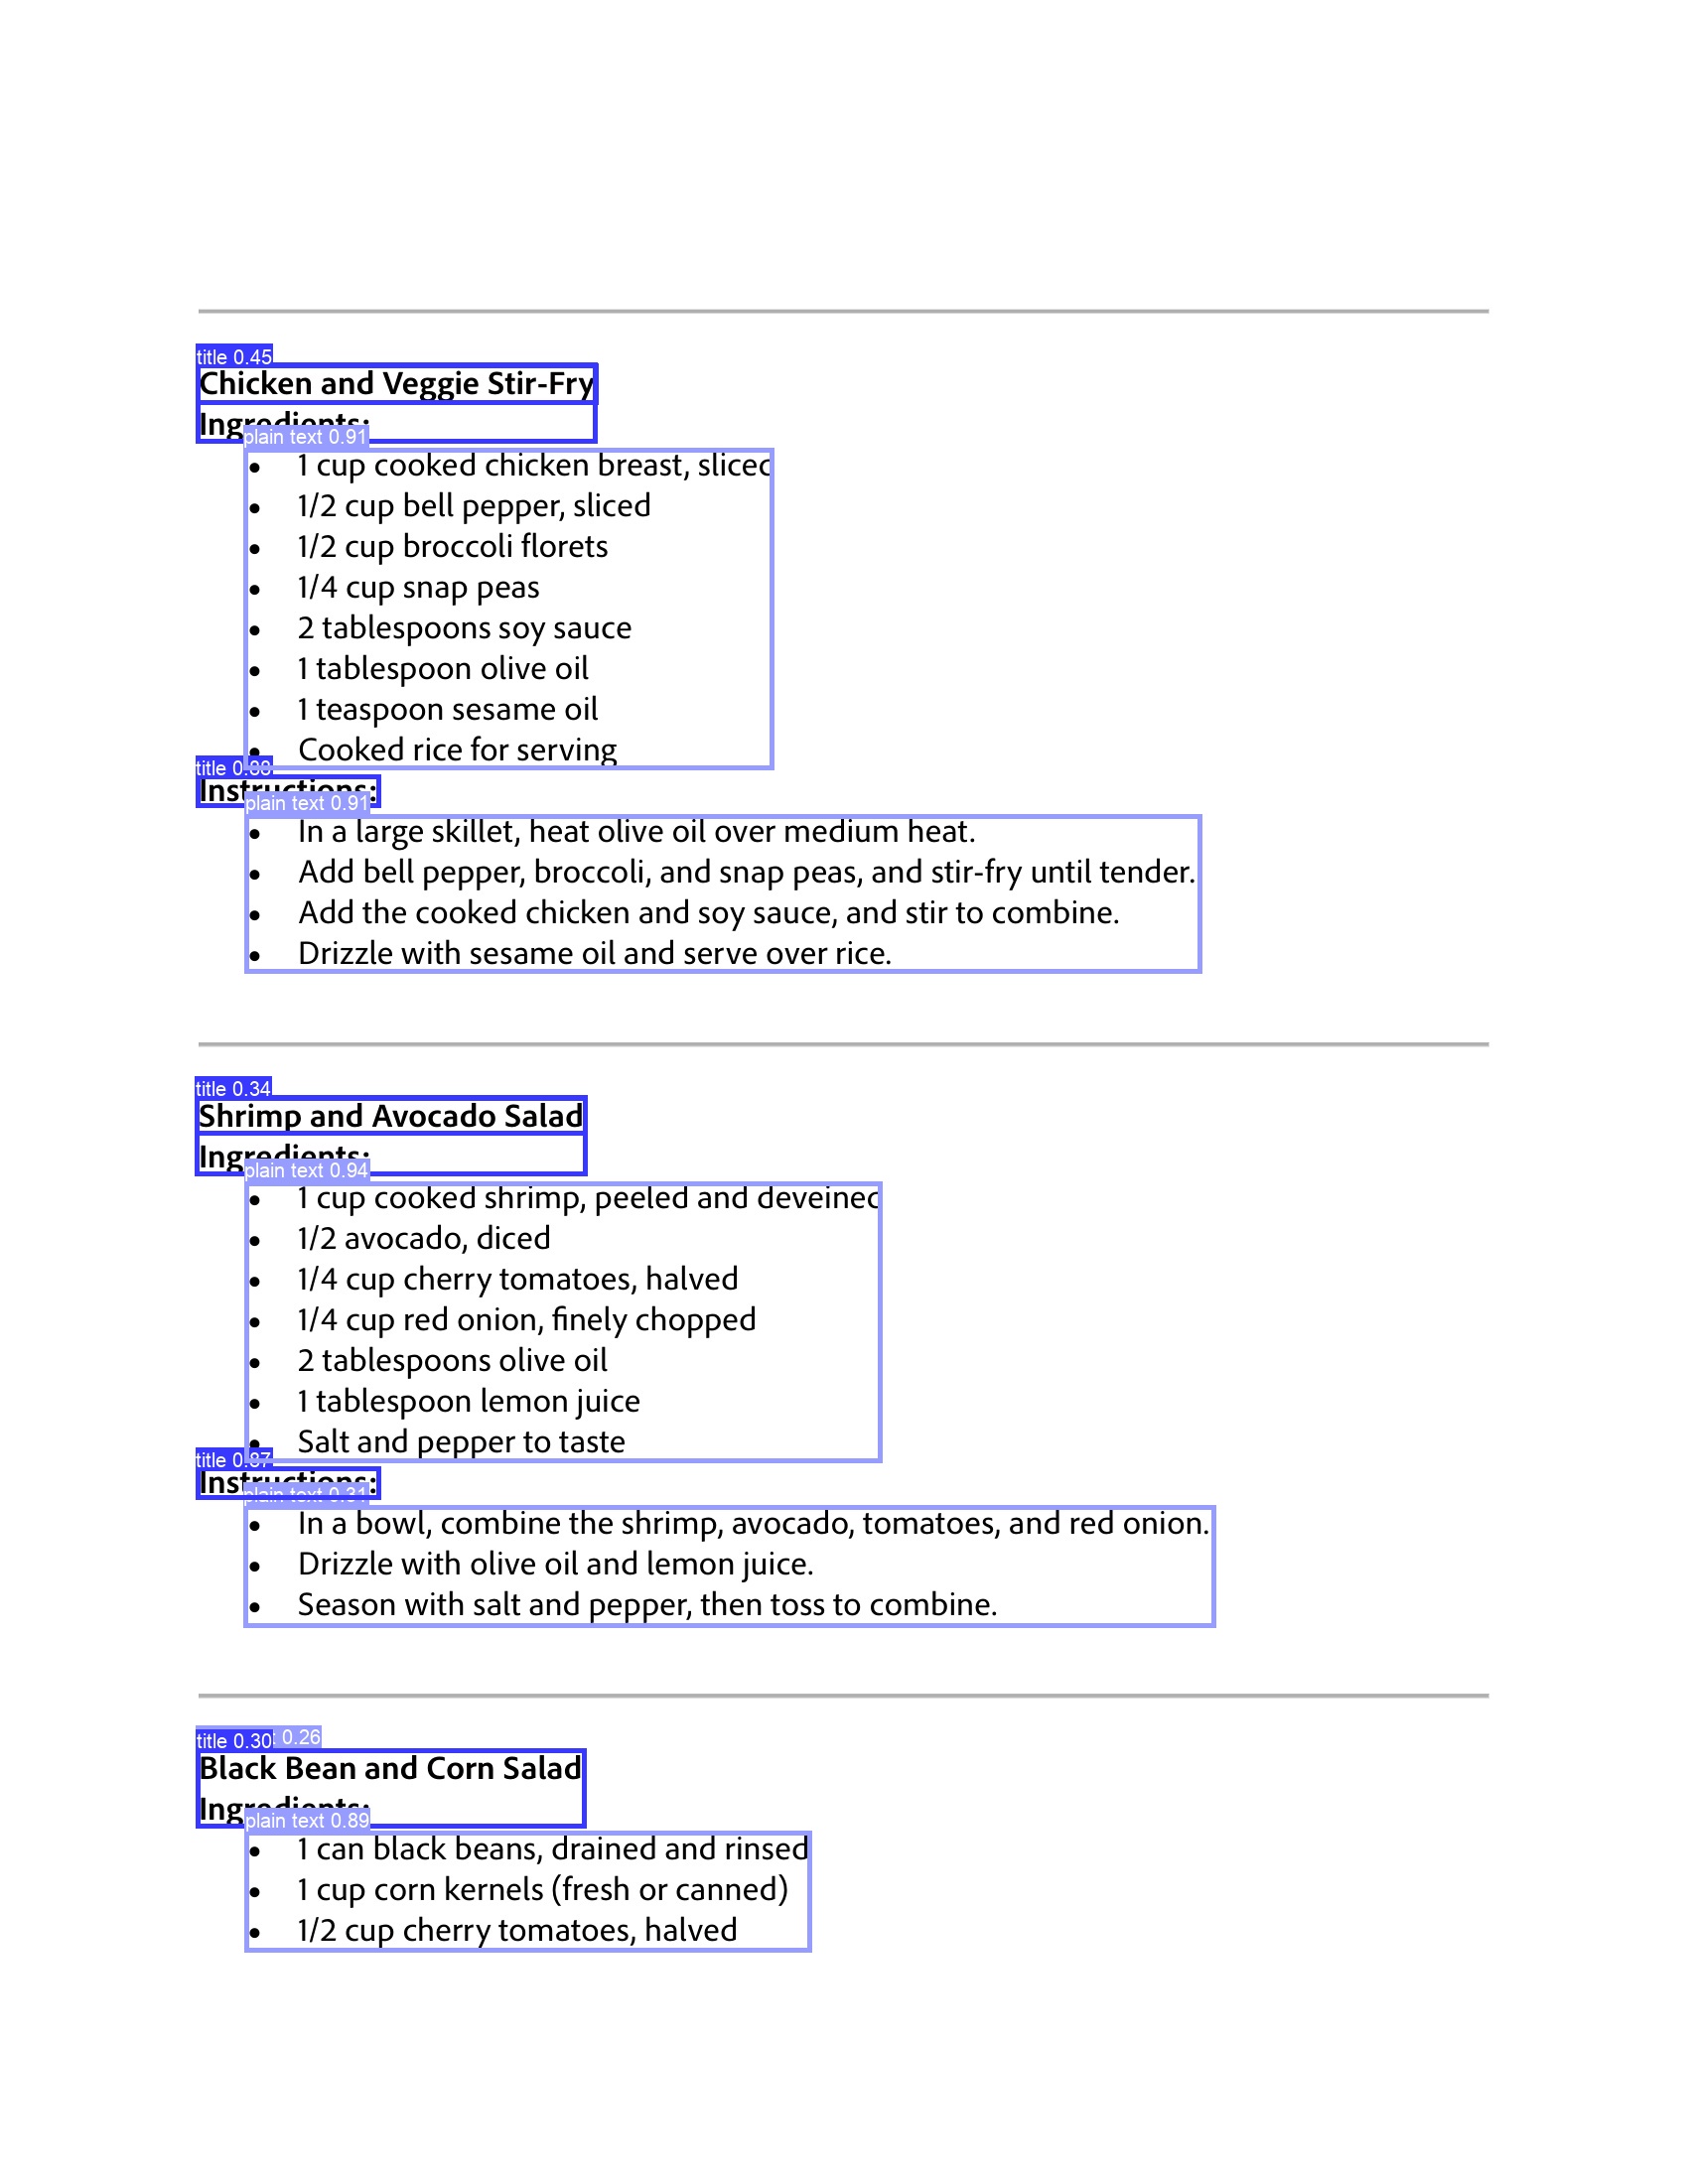 title 0.45
Chicken and Veggie Stir-Fry
Ingredients:
plain text 0.91
• 1 cup cooked chicken breast, sliced
• 1/2 cup bell pepper, sliced
• 1/2 cup broccoli florets
• 1/4 cup snap peas
• 2 tablespoons soy sauce
• 1 tablespoon olive oil
• 1 teaspoon sesame oil
• Cooked rice for serving
title
Instructions:
plain text 0.91
• In a large skillet, heat olive oil over medium heat.
• Add bell pepper, broccoli, and snap peas, and stir-fry until tender.
• Add the cooked chicken and soy sauce, and stir to combine.
• Drizzle with sesame oil and serve over rice.
title 0.34
Shrimp and Avocado Salad
Ingredients:
plain text 0.94
• 1 cup cooked shrimp, peeled and deveined
• 1/2 avocado, diced
• 1/4 cup cherry tomatoes, halved
• 1/4 cup red onion, finely chopped
• 2 tablespoons olive oil
• 1 tablespoon lemon juice
• Salt and pepper to taste
title 0.87
Instructions:
plain text 0.31
• In a bowl, combine the shrimp, avocado, tomatoes, and red onion.
• Drizzle with olive oil and lemon juice.
• Season with salt and pepper, then toss to combine.
title 0.30 0.26
Black Bean and Corn Salad
Ingredients:
plain text 0.89
• 1 can black beans, drained and rinsed
• 1 cup corn kernels (fresh or canned)
• 1/2 cup cherry tomatoes, halved